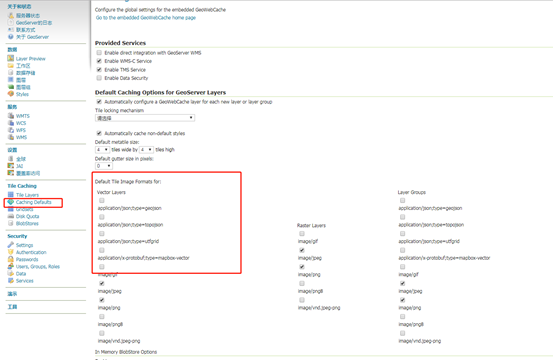 关于和状态
服务器状态
GeoServer的日志
联系方式
关于 GeoServer
数据
Layer Preview
工作区
数据存储
图层
图层组
Styles
服务
WMTS
WCS
WFS
WMS
设置
全球
JAI
覆盖面访问
Tile Caching
Tile Layers
Caching Defaults
Gridsets
Disk Quota
BlobStores
Security
Settings
Authentication
Passwords
Users, Groups, Roles
Data
Services
演示
工具
Configure the global settings for the embedded GeoWebCache
Go to the embedded GeoWebCache home page
Provided Services
Enable direct integration with GeoServer WMS
Enable WMS-C Service
Enable TMS Service
Enable Data Security
Default Caching Options for GeoServer Layers
Automatically configure a GeoWebCache layer for each new layer or layer group
Tile locking mechanism
请选择
Automatically cache non-default styles
Default metatile size:
4 tiles wide by 4 tiles high
Default gutter size in pixels:
0
Default Tile Image Formats for:
Vector Layers
application/json;type=geojson
application/json;type=topojson
application/json;type=utfgrid
application/x-protobuf;type=mapbox-vector
image/gif
image/jpeg
image/png
image/png8
image/vnd.jpeg-png
Raster Layers
image/gif
image/jpeg
image/png
image/png8
image/vnd.jpeg-png
Layer Groups
application/json;type=geojson
application/json;type=topojson
application/json;type=utfgrid
application/x-protobuf;type=mapbox-vector
image/gif
image/jpeg
image/png
image/png8
image/vnd.jpeg-png
In Memory BlobStore Options